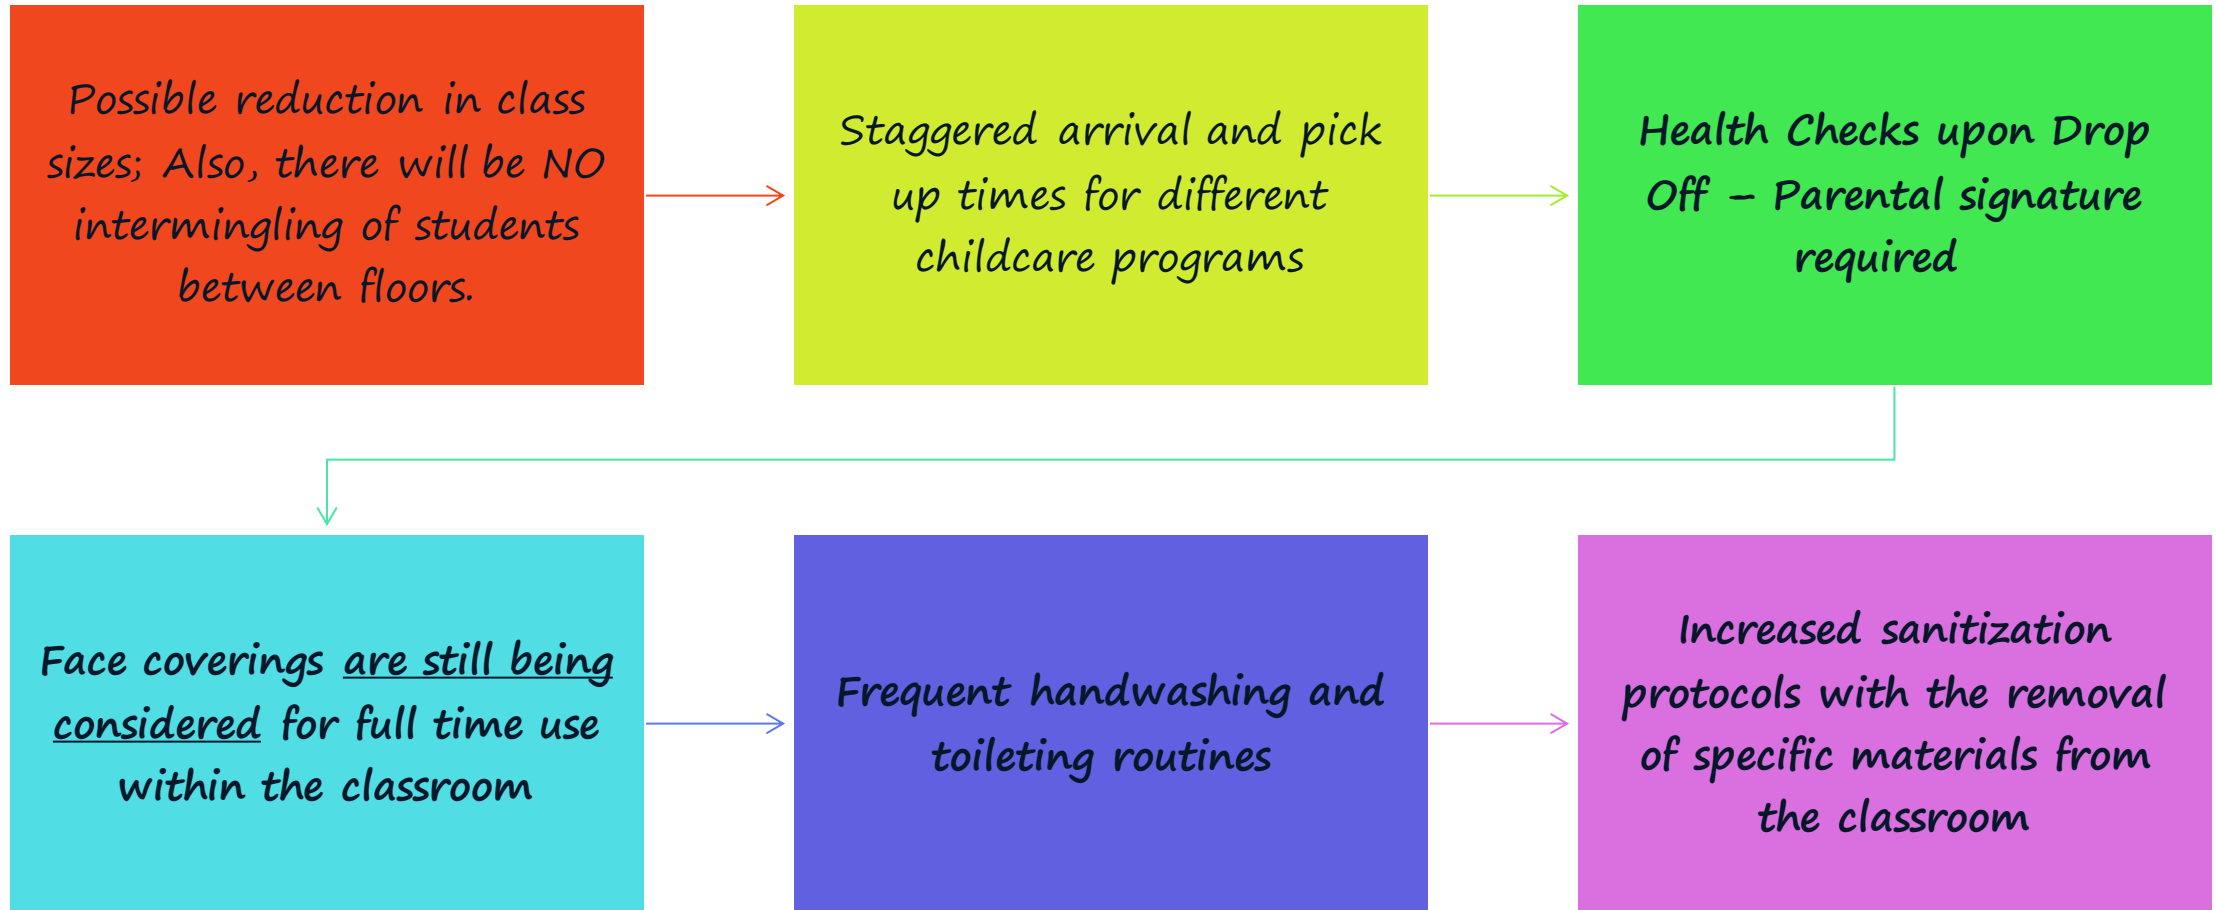 Possible reduction in class
sizes; Also, there will be NO
intermingling of students
between floors.
Staggered arrival and pick
up times for different
childcare programs
Health Checks upon Drop
Off – Parental signature
required
Face coverings are still being
considered for full time use
within the classroom
Frequent handwashing and
toileting routines
Increased sanitization
protocols with the removal
of specific materials from
the classroom